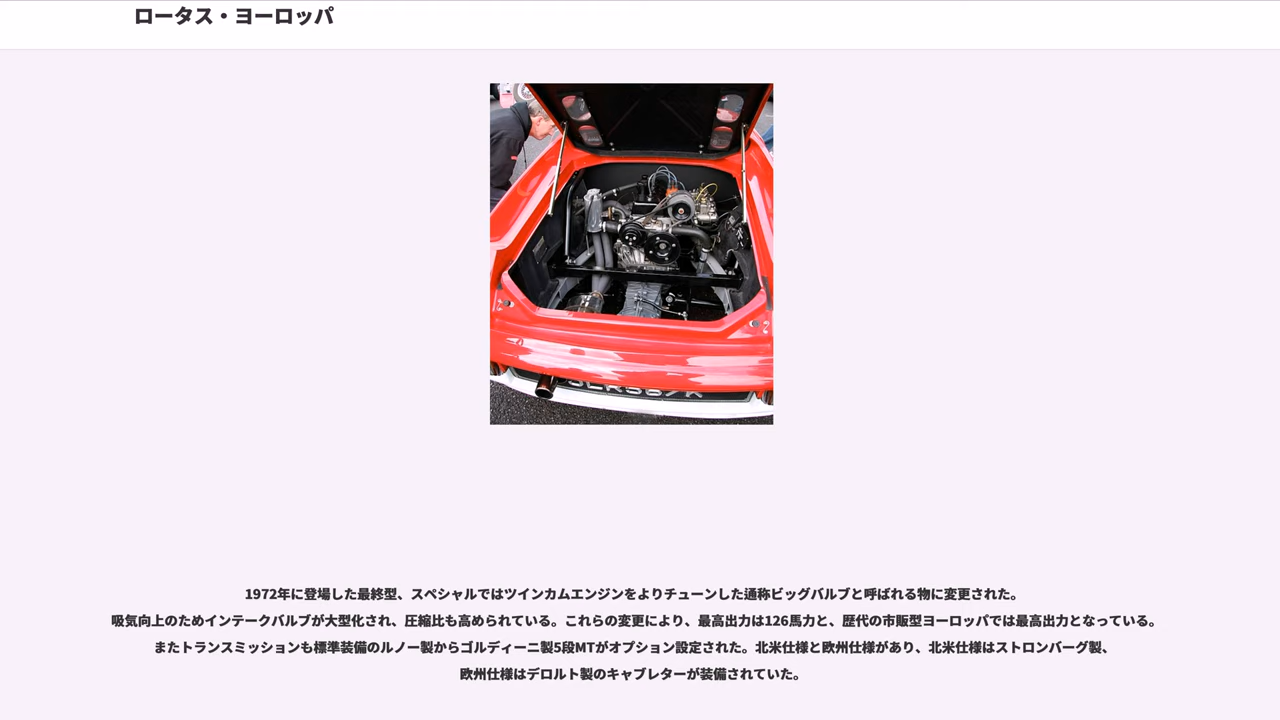 ロータス・ヨーロッパ
1972年に登場した最終型、スペシャルではツインカムエンジンをよりチューンした通称ビッグバルブと呼ばれる物に変更された。
吸気向上のためインテークバルブが大型化され、圧縮比も高められている。これらの変更により、最高出力は126馬力と、歴代の市販型ヨーロッパでは最高出力となっている。
またトランスミッションも標準装備のルノー製からゴルディーニ製5段MTがオプション設定された。北米仕様と欧州仕様があり、北米仕様はストロンバーグ製、
欧州仕様はデロルト製のキャブレターが装備されていた。